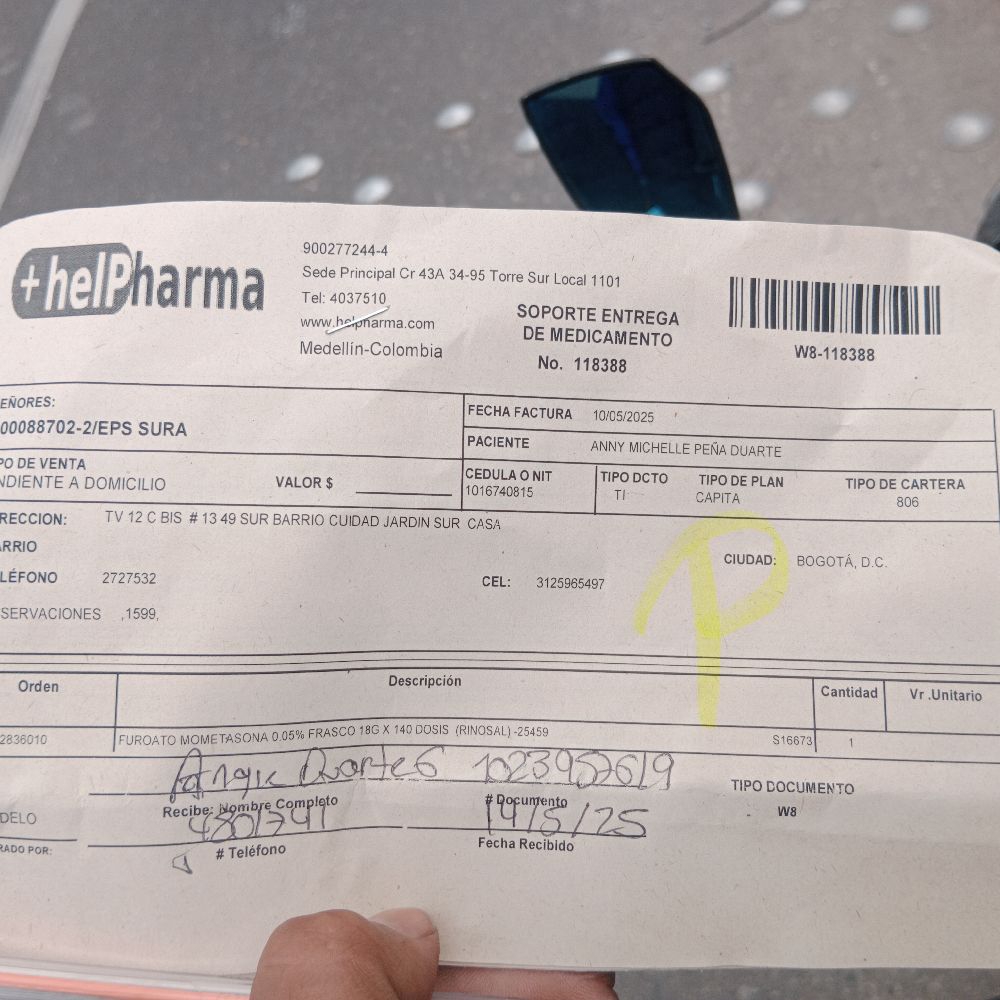 +helPharma
900277244-4
Sede Principal Cr 43A 34-95 Torre Sur Local 1101
Tel: 4037510
www.helpharma.com
Medellín-Colombia
SOPORTE ENTREGA
DE MEDICAMENTO
No. 118388
W8-118388
EÑORES:
00088702-2/EPS SURA
FECHA FACTURA 10/05/2025
PACIENTE ANNY MICHELLE PEÑA DUARTE
PO DE VENTA
NDIENTE A DOMICILIO VALOR $
CEDULA O NIT
1016740815
TIPO DCTO
TI
TIPO DE PLAN
CAPITA
TIPO DE CARTERA
806
RECCION: TV 12 C BIS # 13 49 SUR BARRIO CUIDAD JARDIN SUR CASA
ARRIO
CIUDAD: BOGOTÁ, D.C.
LÉFONO 2727532 CEL: 3125965497
SERVACIONES ,1599,
P
Orden Descripción Cantidad Vr .Unitario
2836010 FUROATO MOMETASONA 0.05% FRASCO 18G X 140 DOSIS (RINOSAL) -25459 S16673 1
Angie Duarte G 1023957619
Recibe: Nombre Completo # Documento
TIPO DOCUMENTO
W8
DELO
4801741 14/5/25
RADO POR: # Teléfono Fecha Recibido